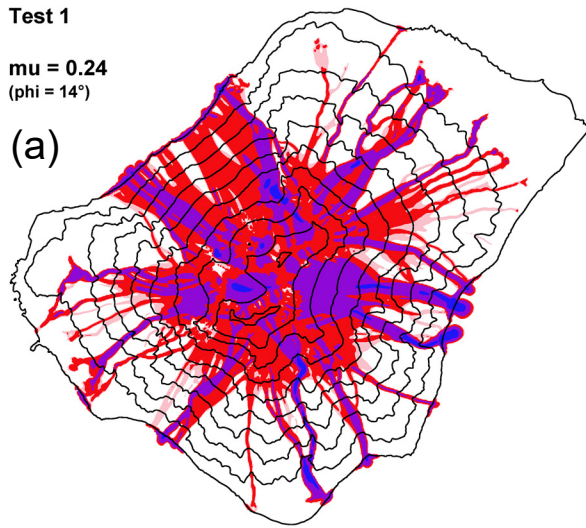 Test 1
mu = 0.24
(phi = 14°)
(a)